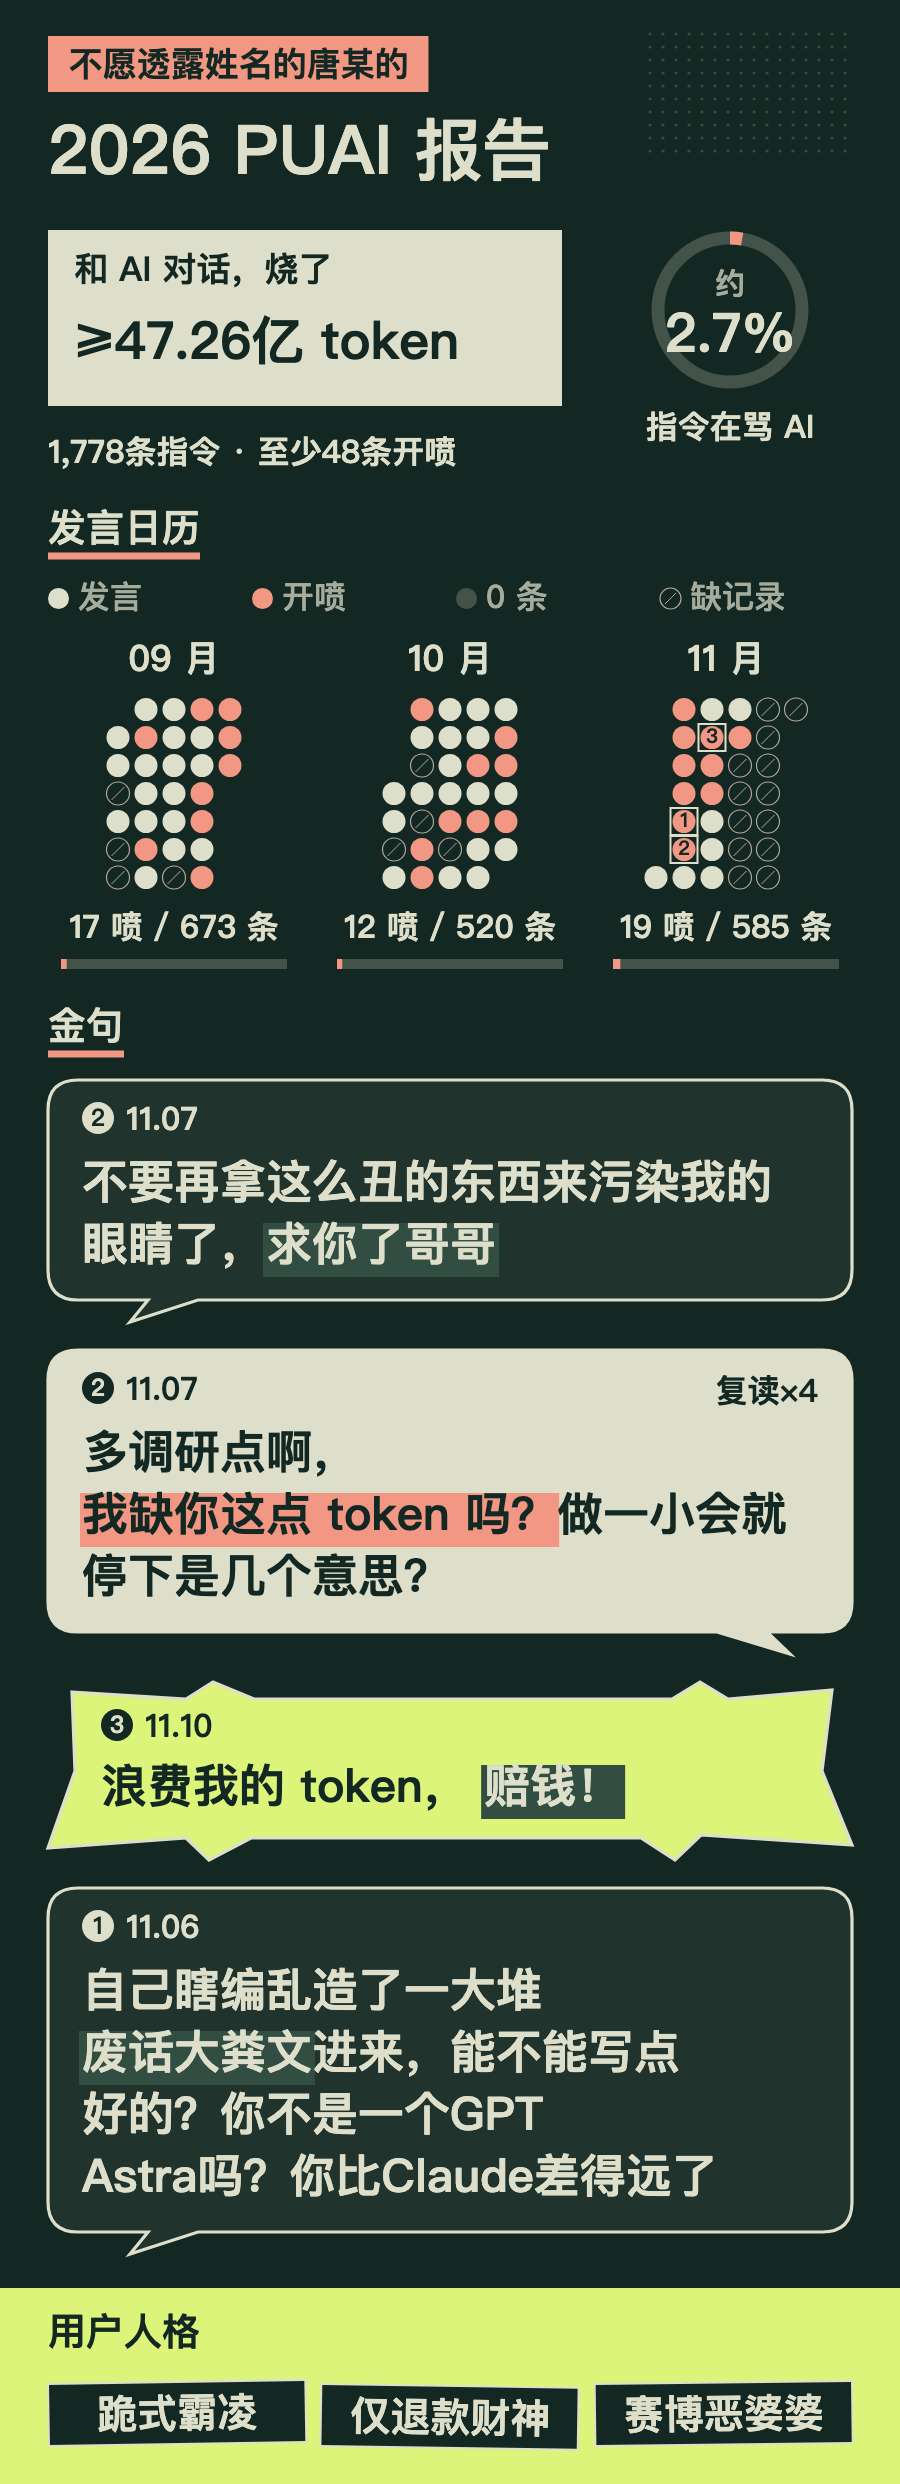 不愿透露姓名的唐某的
2026 PUAI 报告
和 AI 对话，烧了
≥47.26亿 token
约
2.7%
指令在骂 AI
1,778条指令 · 至少48条开喷
发言日历
发言 开喷 0 条 缺记录
09 月 10 月 11 月
3
1
2
17 喷 / 673 条 12 喷 / 520 条 19 喷 / 585 条
金句
2 11.07
不要再拿这么丑的东西来污染我的
眼睛了，求你了哥哥
2 11.07 复读×4
多调研点啊，
我缺你这点 token 吗？做一小会就
停下是几个意思？
3 11.10
浪费我的 token，赔钱！
1 11.06
自己瞎编乱造了一大堆
废话大粪文进来，能不能写点
好的？你不是一个GPT
Astra吗？你比Claude差得远了
用户人格
跪式霸凌 仅退款财神 赛博恶婆婆